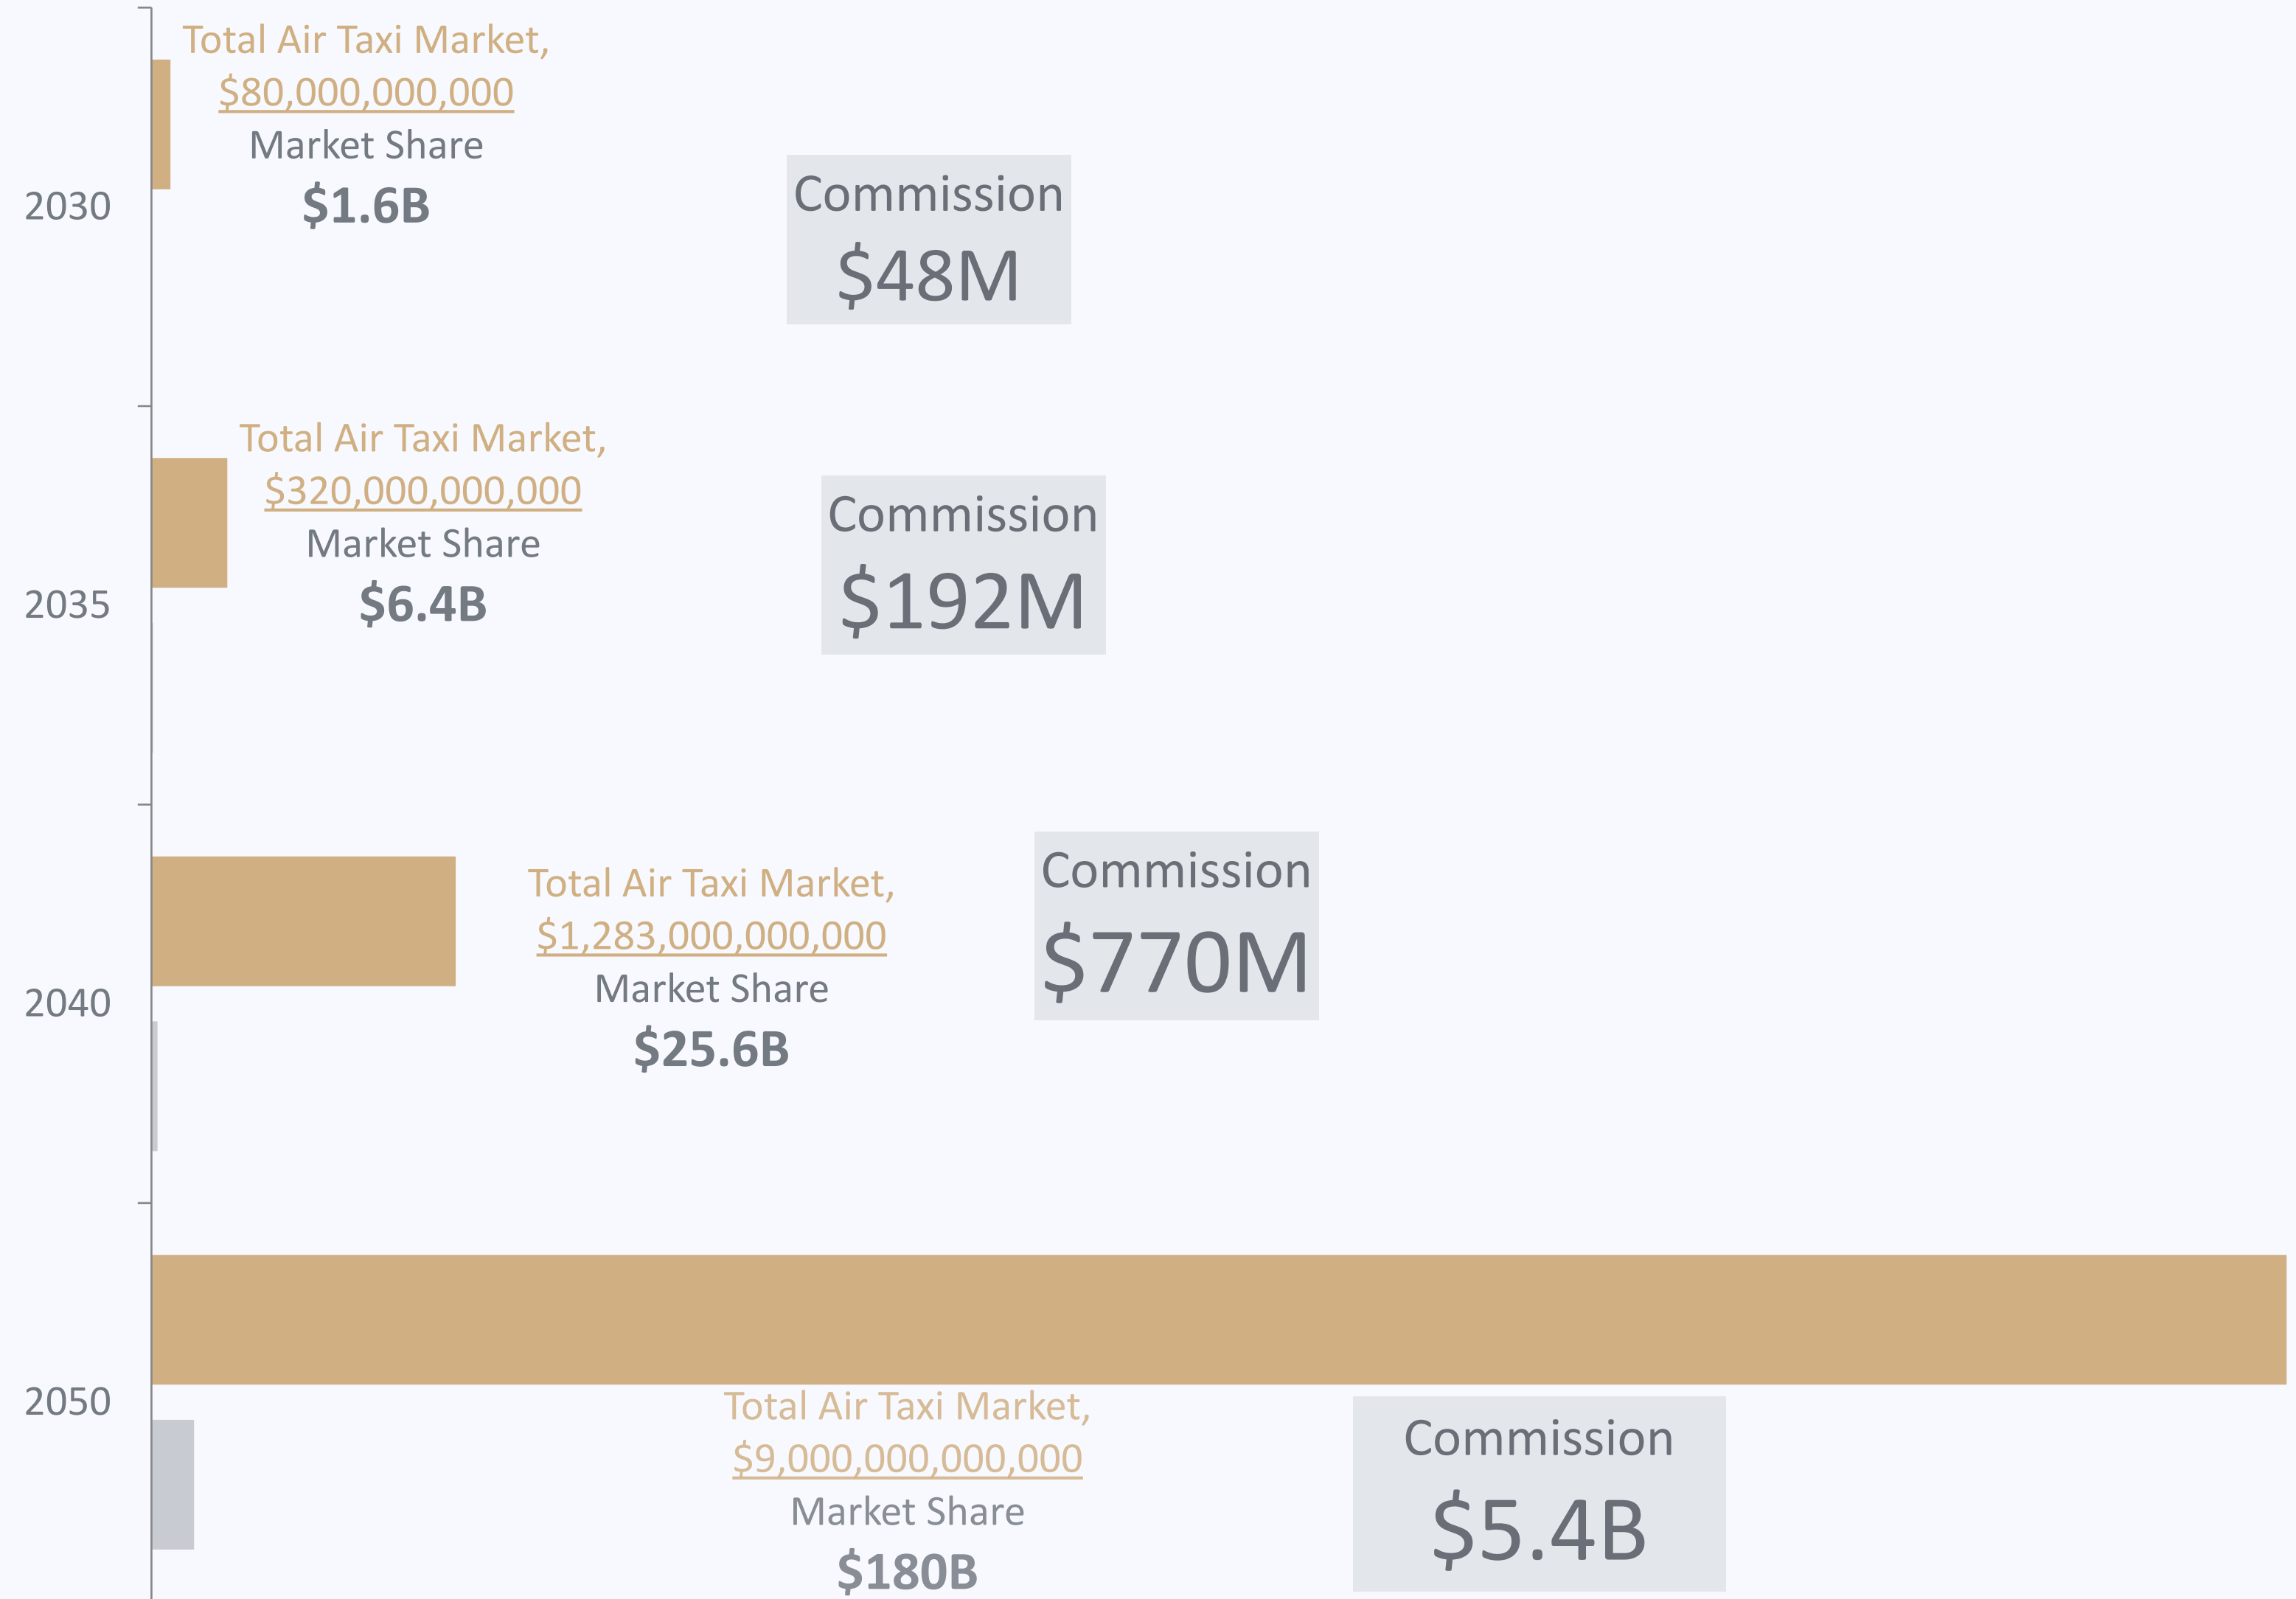 2030
Total Air Taxi Market,
$80,000,000,000
Market Share
$1.6B
Commission
$48M
2035
Total Air Taxi Market,
$320,000,000,000
Market Share
$6.4B
Commission
$192M
2040
Total Air Taxi Market,
$1,283,000,000,000
Market Share
$25.6B
Commission
$770M
2050
Total Air Taxi Market,
$9,000,000,000,000
Market Share
$180B
Commission
$5.4B